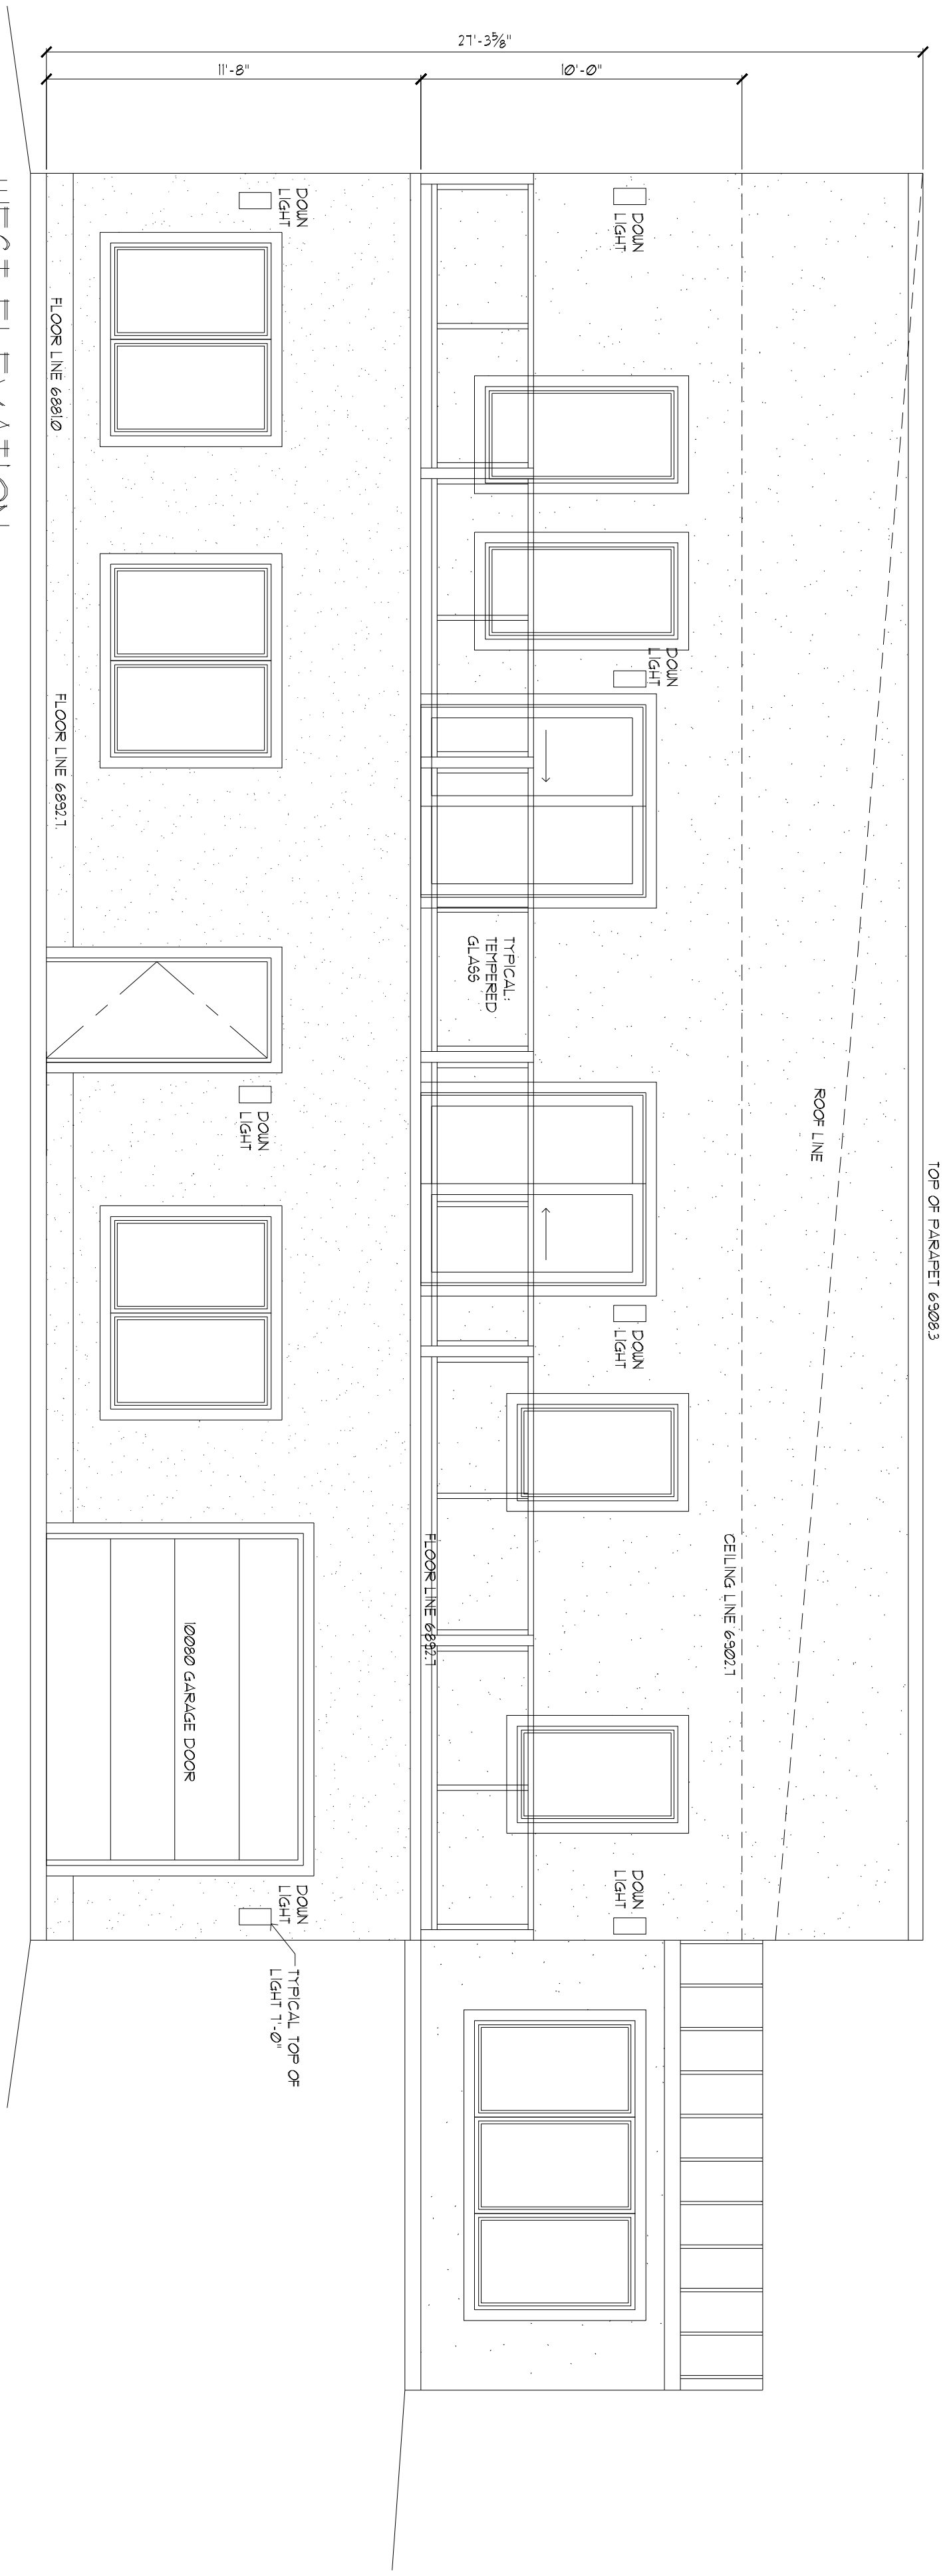 TOP OF PARAPET 6908.3
ROOF LINE
CEILING LINE 6902.7
27'-3⅝"
10'-0"
11'-8"
DOWN
LIGHT
DOWN
LIGHT
DOWN
LIGHT
DOWN
LIGHT
TYPICAL:
TEMPERED
GLASS
FLOOR LINE 6892.7
DOWN
LIGHT
DOWN
LIGHT
DOWN
LIGHT
TYPICAL TOP OF
LIGHT 7'-0"
10080 GARAGE DOOR
FLOOR LINE 6881.0
FLOOR LINE 6892.7
WEST ELEVATION